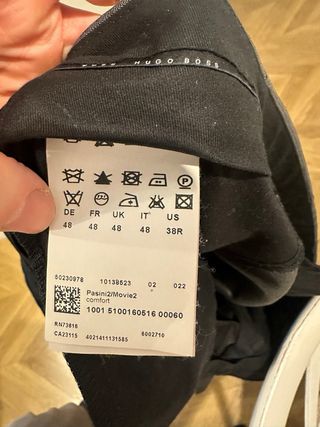 HUGO BOSS
DE FR UK IT US
48 48 48 48 38R
50230978 10138523 02 022
Pasini2/Movie2
comfort
1001 5100160516 00060
RN73616
CA23115 4021411131585 6002710